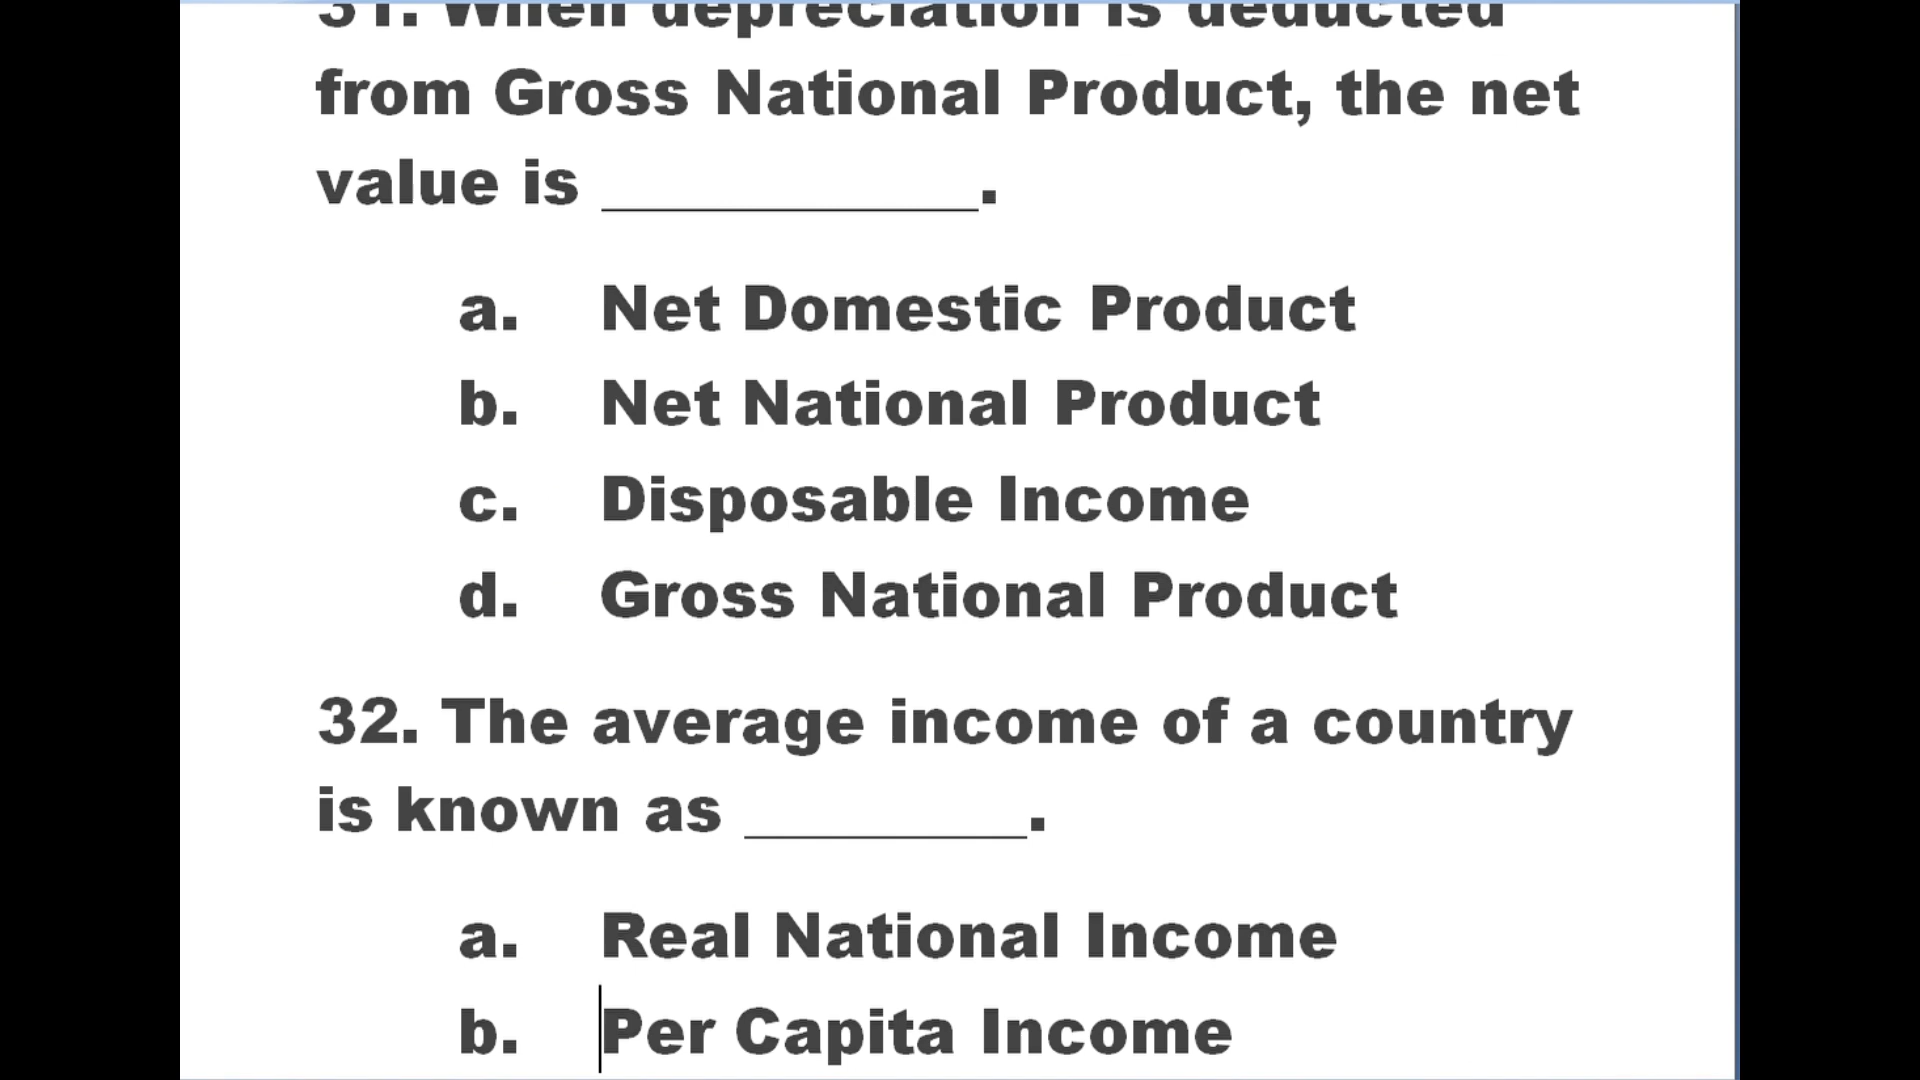 31. When depreciation is deducted
from Gross National Product, the net
value is ____________.
a. Net Domestic Product
b. Net National Product
c. Disposable Income
d. Gross National Product
32. The average income of a country
is known as _________.
a. Real National Income
b. Per Capita Income